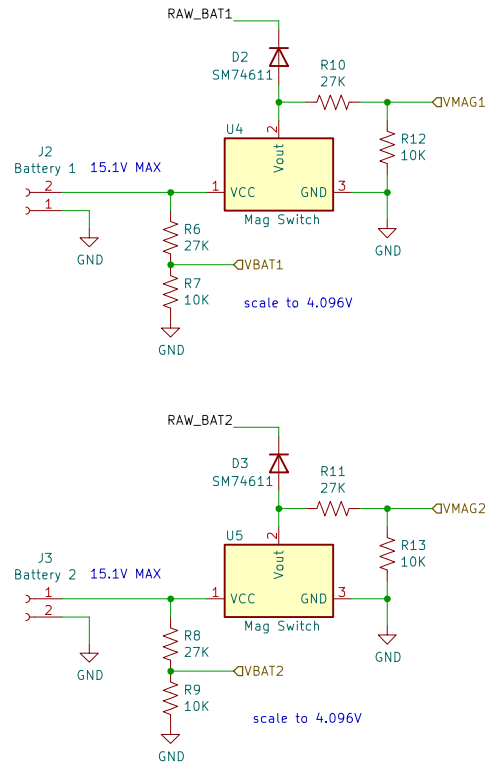 RAW_BAT1
D2
SM74611
R10
27K
VMAG1
U4
2
Vout
R12
10K
J2
Battery 1
15.1V MAX
2
1
1
VCC
GND
3
Mag Switch
GND
R6
27K
GND
VBAT1
R7
10K
scale to 4.096V
GND
RAW_BAT2
D3
SM74611
R11
27K
VMAG2
U5
2
Vout
R13
10K
J3
Battery 2
15.1V MAX
1
2
1
VCC
GND
3
Mag Switch
GND
R8
27K
GND
VBAT2
R9
10K
scale to 4.096V
GND